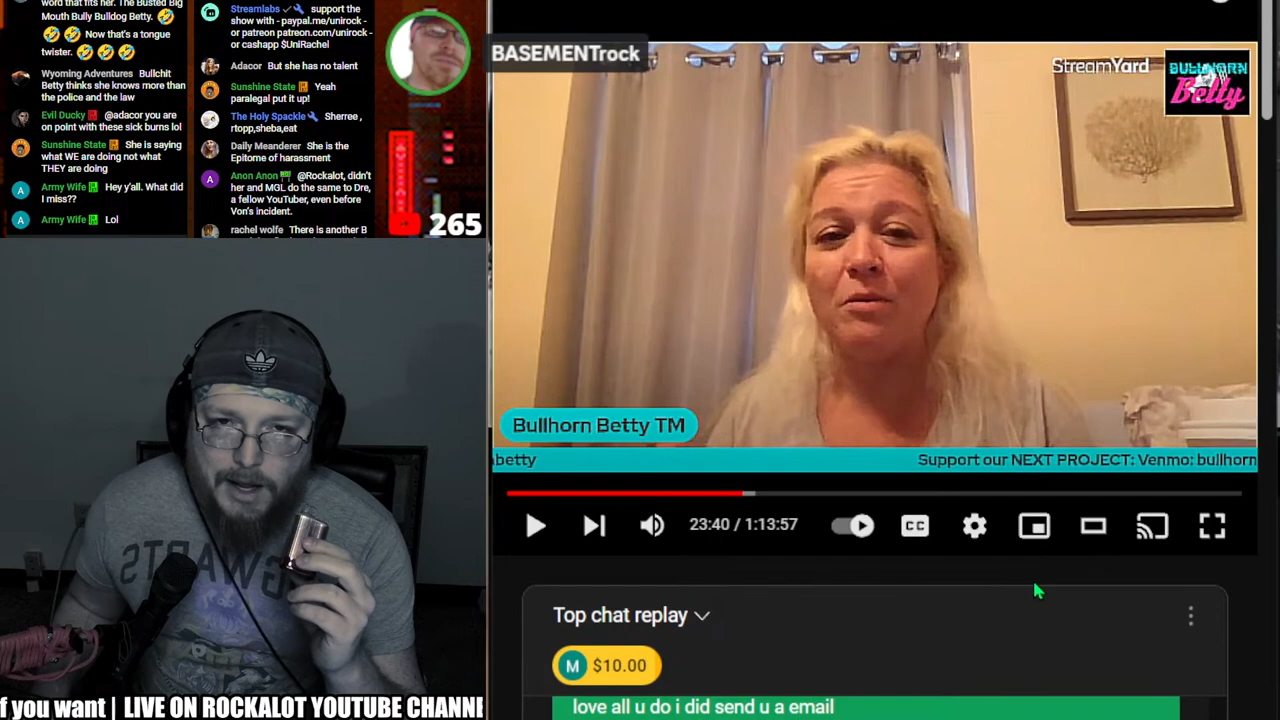 word that fits her. The Busted Big
Mouth Bully Bulldog Betty.
Now that's a tongue
twister.
Wyoming Adventures Bullchit
Betty thinks she knows more than
the police and the law
Evil Ducky @adacor you are
on point with these sick burns lol
Sunshine State She is saying
what WE are doing not what
THEY are doing
A Army Wife Hey y'all. What did
I miss??
A Army Wife Lol
Streamlabs support the
show with - paypal.me/unirock -
or patreon patreon.com/unirock -
or cashapp $UniRachel
Adacor But she has no talent
Sunshine State Yeah
paralegal put it up!
The Holy Spackle Sherree ,
rtopp,sheba,eat
Daily Meanderer She is the
Epitome of harassment
A Anon Anon @Rockalot, didn't
her and MGL do the same to Dre,
a fellow YouTuber, even before
Von's incident.
rachel wolfe There is another B
265
BASEMENTrock
StreamYard
BULLHORN
Betty
Bullhorn Betty TM
betty
Support our NEXT PROJECT: Venmo: bullhorn
23:40 / 1:13:57
CC
Top chat replay
M $10.00
love all u do i did send u a email
f you want | LIVE ON ROCKALOT YOUTUBE CHANNE